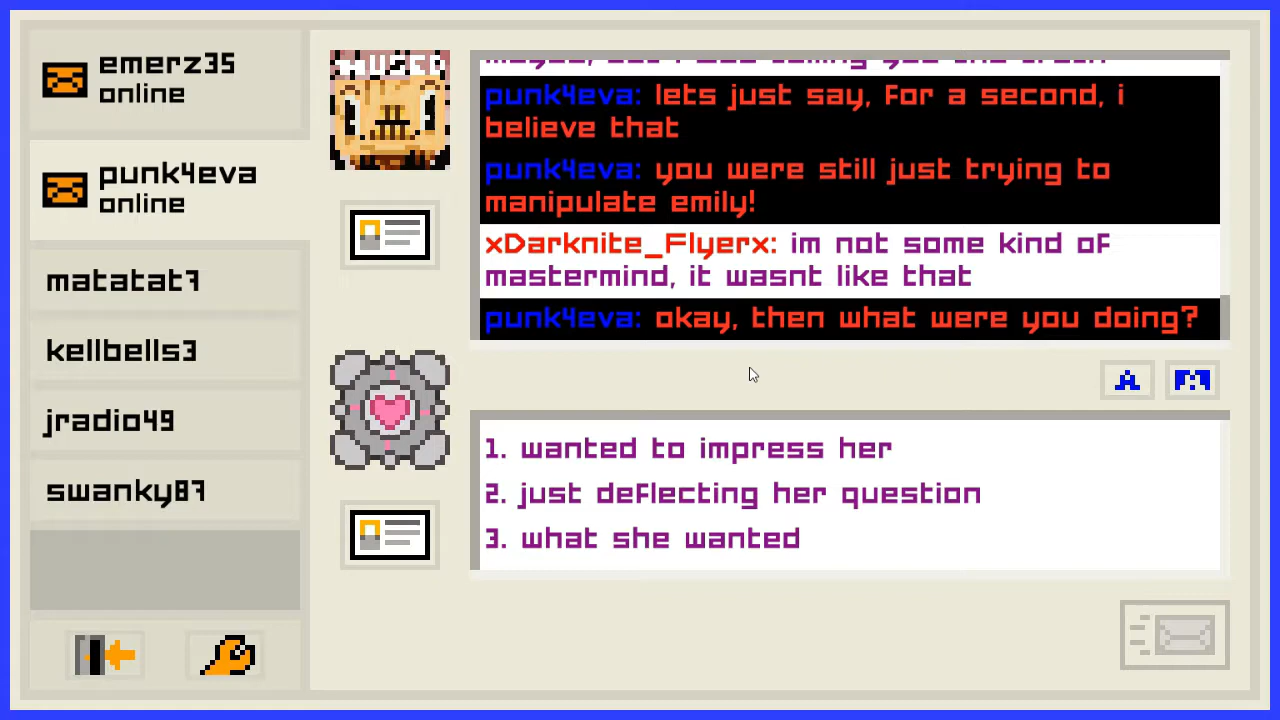 emerz35
online
punk4eva
online
matatat7
kellbells3
jradio49
swanky87
MUSED
punk4eva: lets just say, for a second, i
believe that
punk4eva: you were still just trying to
manipulate emily!
xDarknite_Flyerx: im not some kind of
mastermind, it wasnt like that
punk4eva: okay, then what were you doing?
A
1. wanted to impress her
2. just deflecting her question
3. what she wanted